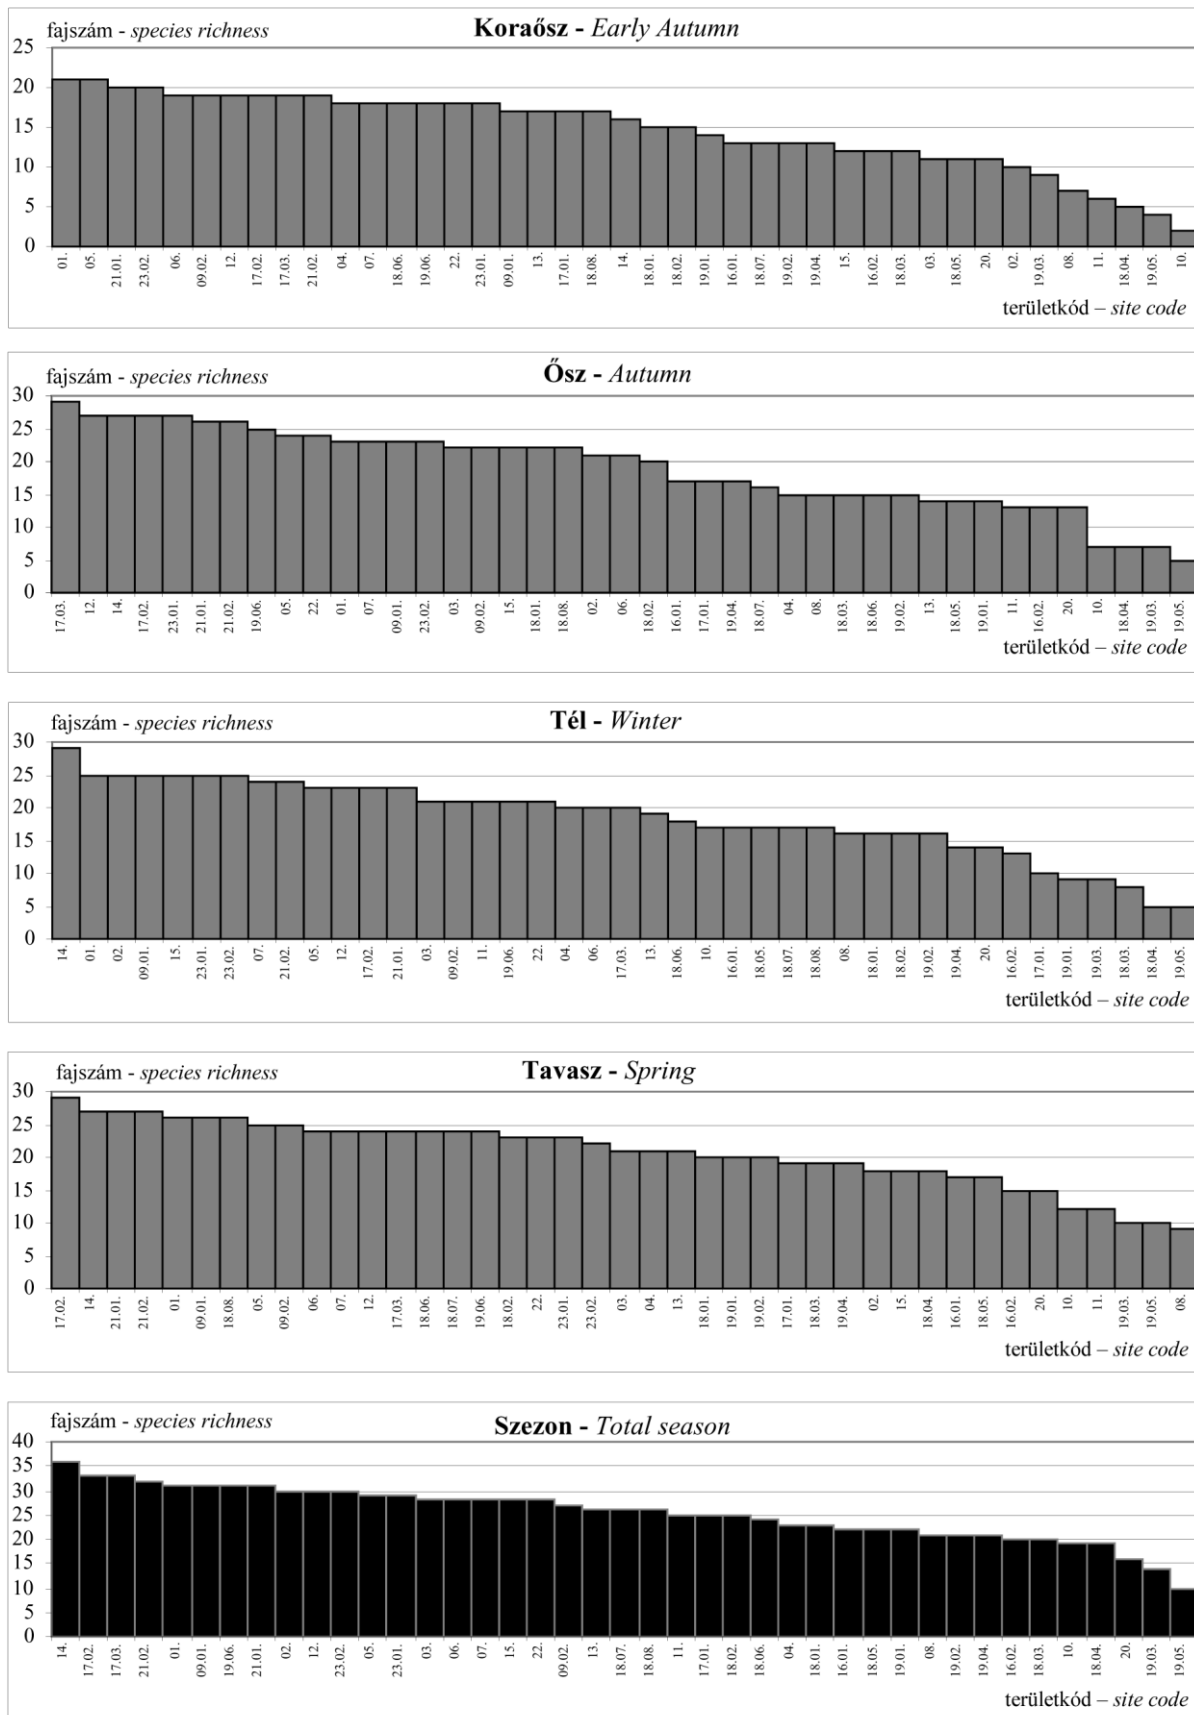 fajszám - species richness
Koraősz - Early Autumn
25
20
15
10
5
0
01. 05. 21.01. 23.02. 06. 09.02. 12. 17.02. 17.03. 21.02. 04. 07. 18.06. 19.06. 22. 23.01. 09.01. 13. 17.01. 18.08. 14. 18.01. 18.02. 19.01. 16.01. 18.07. 19.02. 19.04. 15. 16.02. 18.03. 03. 18.05. 20. 02. 19.03. 08. 11. 18.04. 19.05. 10.
területkód – site code
fajszám - species richness
Ősz - Autumn
30
25
20
15
10
5
0
17.03. 12. 14. 17.02. 23.01. 21.01. 21.02. 19.06. 05. 22. 01. 07. 09.01. 23.02. 03. 09.02. 15. 18.01. 18.08. 02. 06. 18.02. 16.01. 17.01. 19.04. 18.07. 04. 08. 18.03. 18.06. 19.02. 13. 18.05. 19.01. 11. 16.02. 20. 10. 18.04. 19.03. 19.05.
területkód – site code
fajszám - species richness
Tél - Winter
30
25
20
15
10
5
0
14. 01. 02. 09.01. 15. 23.01. 23.02. 07. 21.02. 05. 12. 17.02. 21.01. 03. 09.02. 11. 19.06. 22. 04. 06. 17.03. 13. 18.06. 10. 16.01. 18.05. 18.07. 18.08. 08. 18.01. 18.02. 19.02. 19.04. 20. 16.02. 17.01. 19.01. 19.03. 18.03. 18.04. 19.05.
területkód – site code
fajszám - species richness
Tavasz - Spring
30
25
20
15
10
5
0
17.02. 14. 21.01. 21.02. 01. 09.01. 18.08. 05. 09.02. 06. 07. 12. 17.03. 18.06. 18.07. 19.06. 18.02. 22. 23.01. 23.02. 03. 04. 13. 18.01. 19.01. 19.02. 17.01. 18.03. 19.04. 02. 15. 18.04. 16.01. 18.05. 16.02. 20. 10. 11. 19.03. 19.05. 08.
területkód – site code
fajszám - species richness
Szezon - Total season
40
35
30
25
20
15
10
5
0
14. 17.02. 17.03. 21.02. 01. 09.01. 19.06. 21.01. 02. 12. 23.02. 05. 23.01. 03. 06. 07. 15. 22. 09.02. 13. 18.07. 18.08. 11. 17.01. 18.02. 18.06. 04. 18.01. 16.01. 18.05. 19.01. 08. 19.02. 19.04. 16.02. 18.03. 10. 18.04. 20. 19.03. 19.05.
területkód – site code